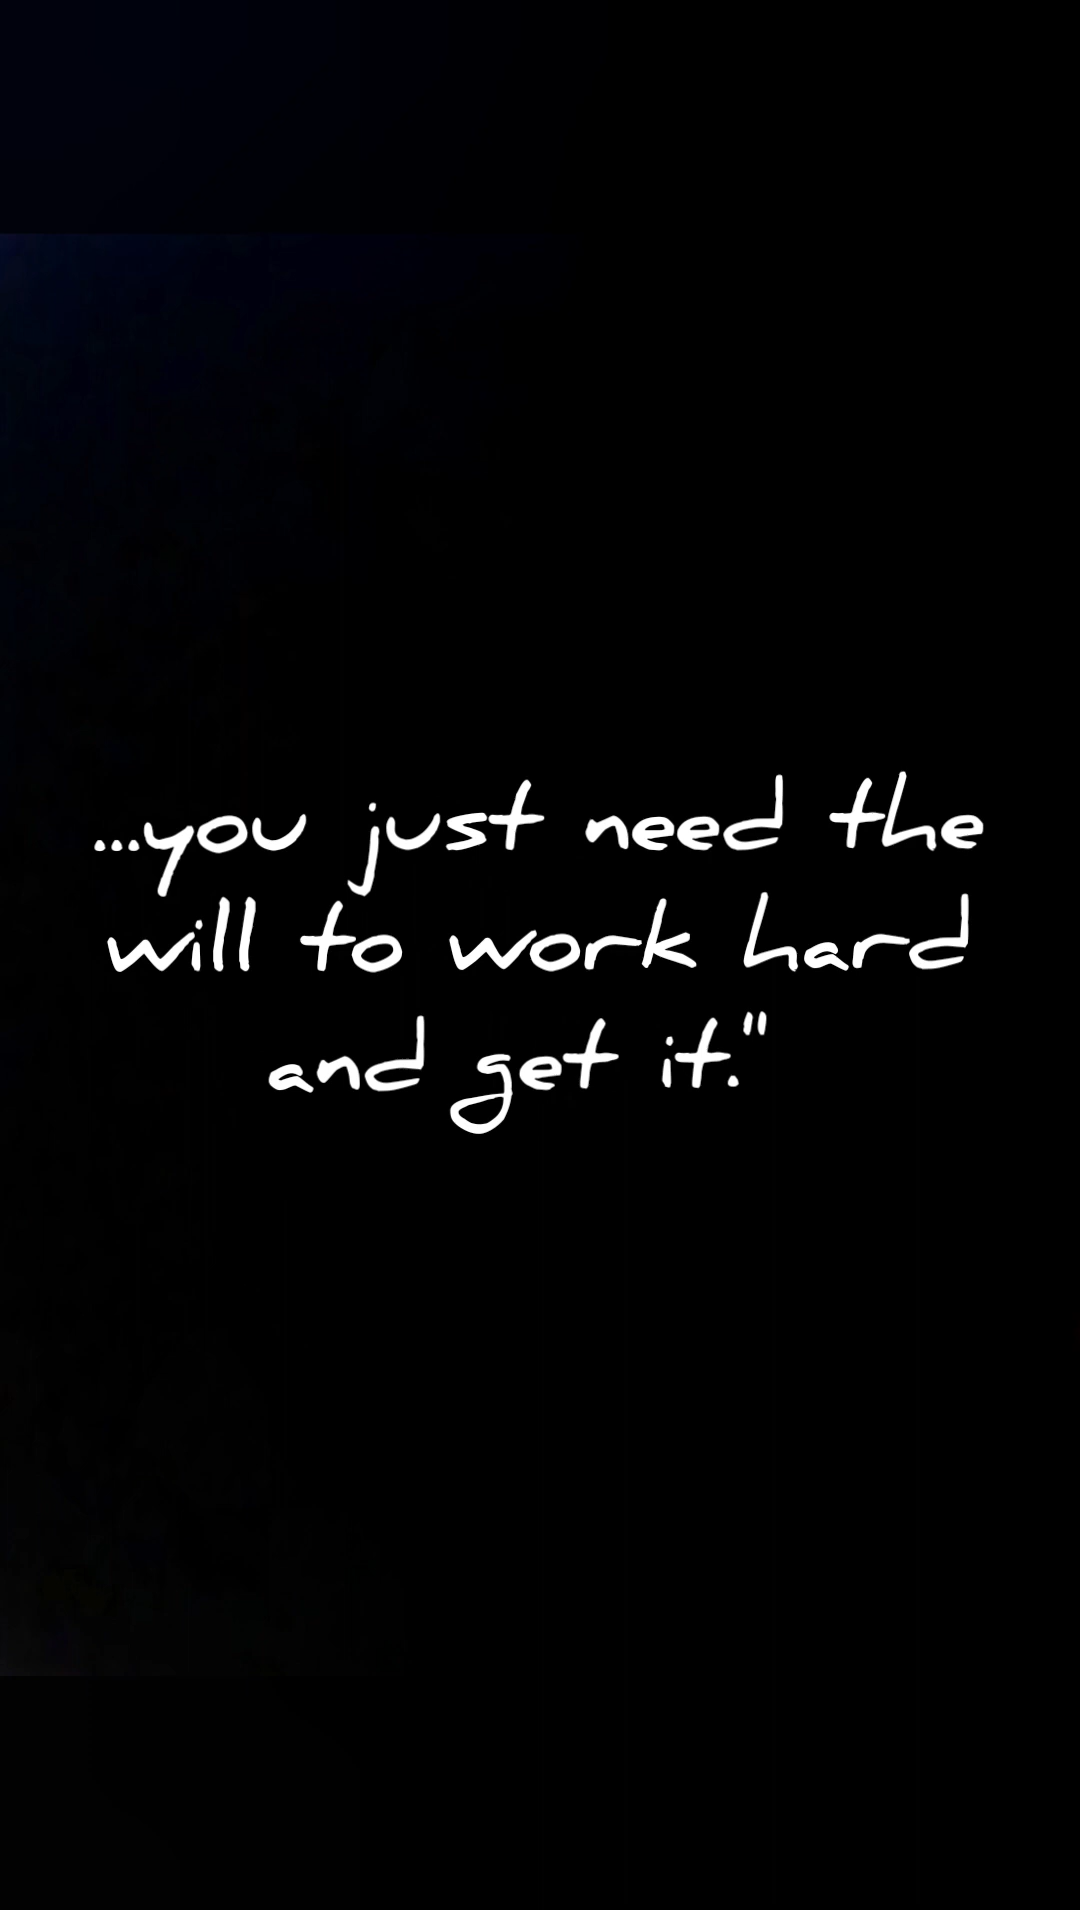 ...you just need the
will to work hard
and get it."